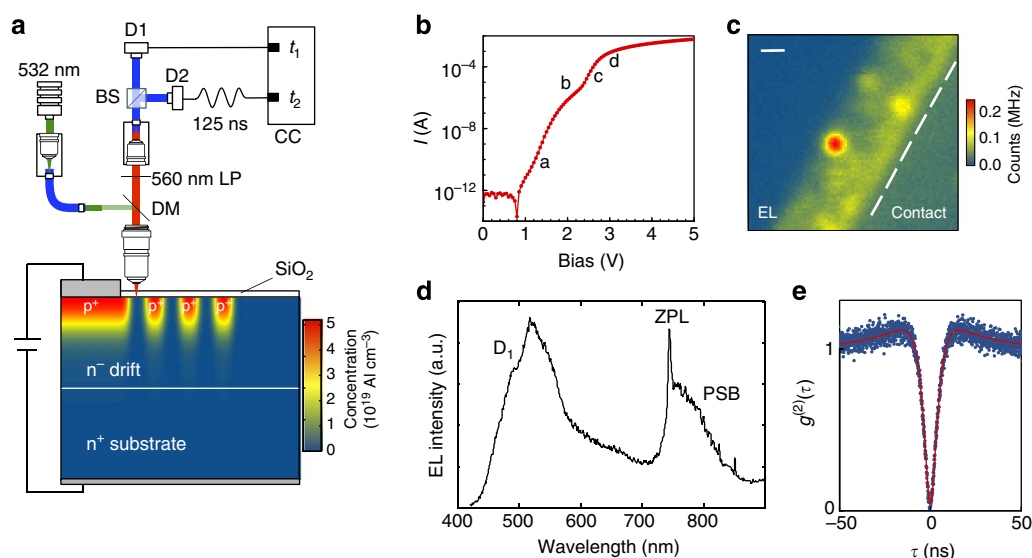 a
D1
532 nm
D2
t1
BS
t2
125 ns
CC
560 nm LP
DM
SiO2
p+ p+ p+ p+
n− drift
n+ substrate
5
4
3
2
1
0
Concentration
(10^19 Al cm−3)
b
I (A)
10−4
10−8
10−12
a
b
c
d
0 1 2 3 4 5
Bias (V)
c
EL
Contact
0.2
0.1
0.0
Counts (MHz)
d
EL intensity (a.u.)
D1
ZPL
PSB
400 500 600 700 800
Wavelength (nm)
e
g(2)(τ)
1
0
−50 0 50
τ (ns)